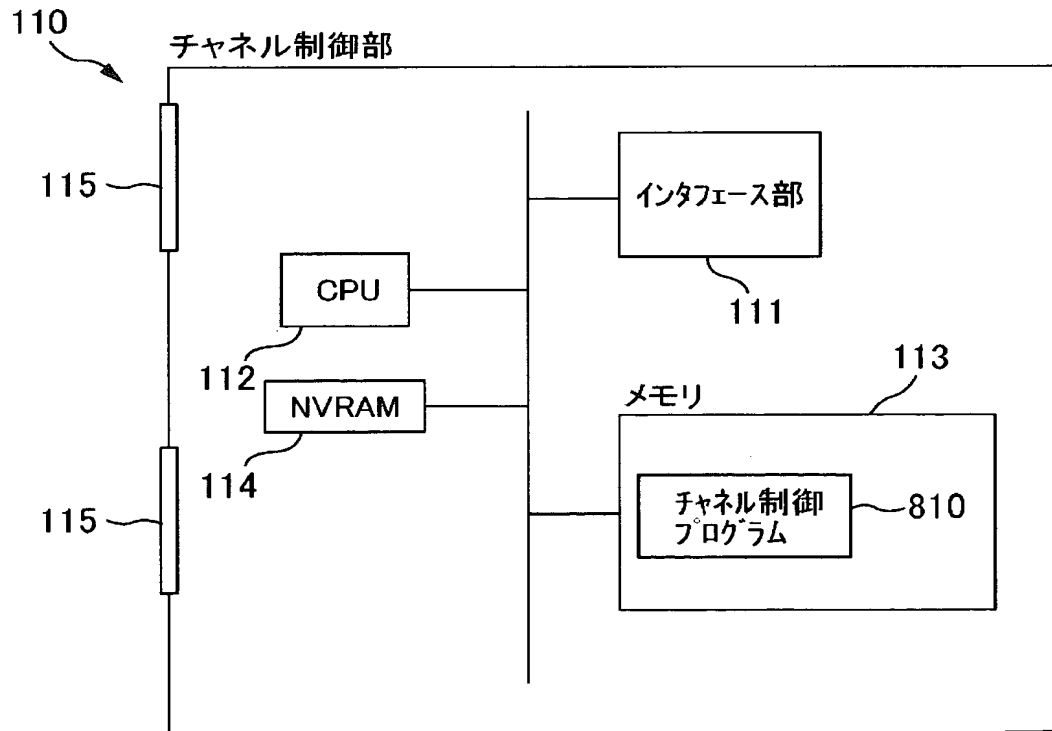 110
チャネル制御部
115
インタフェース部
CPU
111
112
113
NVRAM
メモリ
114
115
チャネル制御
プログラム
810